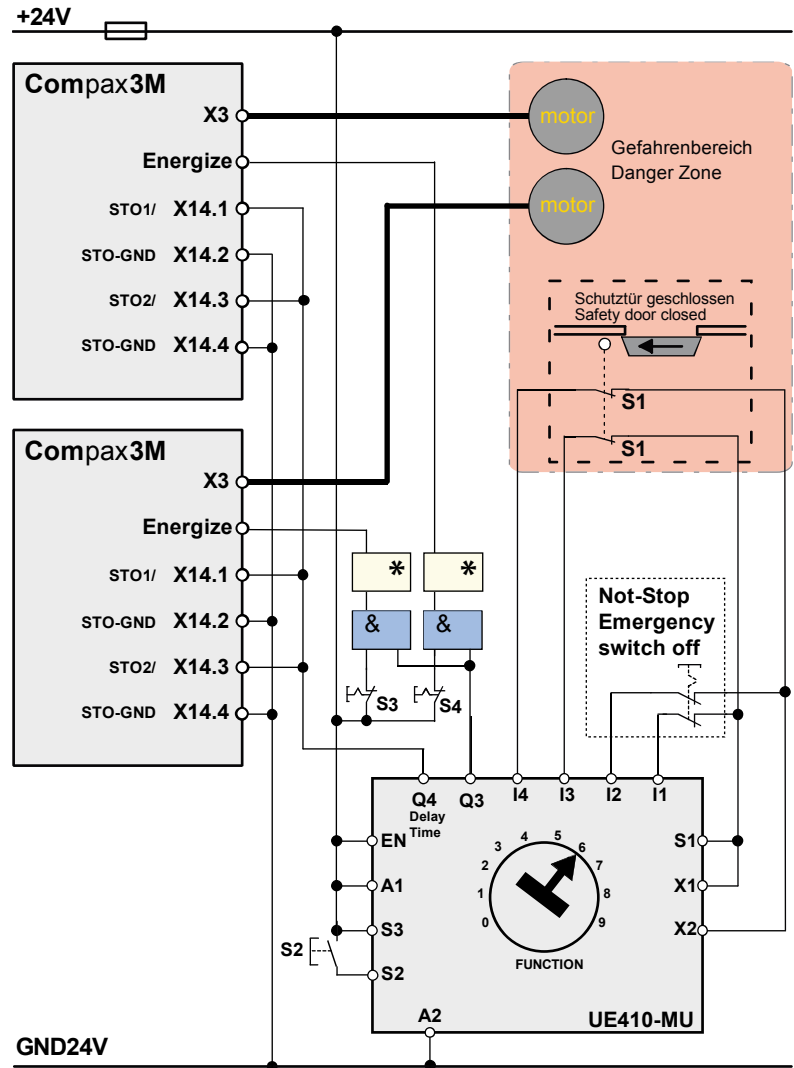 +24V
Compax3M
X3
Energize
STO1/ X14.1
STO-GND X14.2
STO2/ X14.3
STO-GND X14.4
motor
motor
Gefahrenbereich
Danger Zone
Schutztür geschlossen
Safety door closed
S1
S1
Compax3M
X3
Energize
STO1/ X14.1
STO-GND X14.2
STO2/ X14.3
STO-GND X14.4
* *
& &
S3 S4
Not-Stop
Emergency
switch off
Q4 Q3 I4 I3 I2 I1
Delay
Time
EN
A1
S3
S2
S2
0 1 2 3 4 5 6 7 8 9
FUNCTION
S1
X1
X2
A2
UE410-MU
GND24V